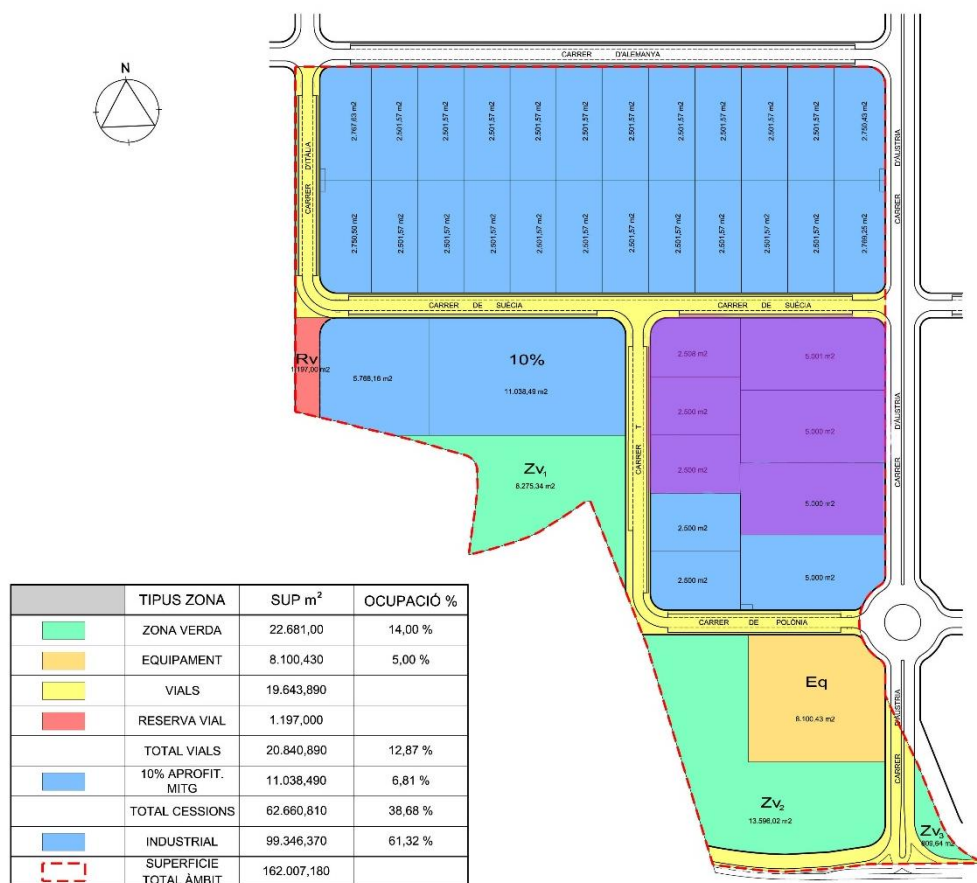 N
CARRER D'ALEMANYA
CARRER D'ITÀLIA
CARRER D'ÀUSTRIA
2.767,63 m2
2.501,57 m2
2.501,57 m2
2.501,57 m2
2.501,57 m2
2.501,57 m2
2.501,57 m2
2.501,57 m2
2.501,57 m2
2.501,57 m2
2.750,43 m2
2.750,50 m2
2.501,57 m2
2.501,57 m2
2.501,57 m2
2.501,57 m2
2.501,57 m2
2.501,57 m2
2.501,57 m2
2.501,57 m2
2.501,57 m2
2.769,25 m2
CARRER DE SUÈCIA
CARRER DE SUÈCIA
Rv
1.197,00 m2
5.768,16 m2
10%
11.038,49 m2
CARRER T
2.508 m2
5.001 m2
2.500 m2
5.000 m2
2.500 m2
5.000 m2
2.500 m2
2.500 m2
5.000 m2
CARRER D'ÀUSTRIA
Zv1
8.275,34 m2
CARRER DE POLÒNIA
Eq
8.100,43 m2
Zv2
13.596,02 m2
CARRER D'ÀUSTRIA
Zv3
809,64 m2
TIPUS ZONA SUP m² OCUPACIÓ %
ZONA VERDA 22.681,00 14,00 %
EQUIPAMENT 8.100,430 5,00 %
VIALS 19.643,890
RESERVA VIAL 1.197,000
TOTAL VIALS 20.840,890 12,87 %
10% APROFIT. MITG 11.038,490 6,81 %
TOTAL CESSIONS 62.660,810 38,68 %
INDUSTRIAL 99.346,370 61,32 %
SUPERFICIE TOTAL ÀMBIT 162.007,180